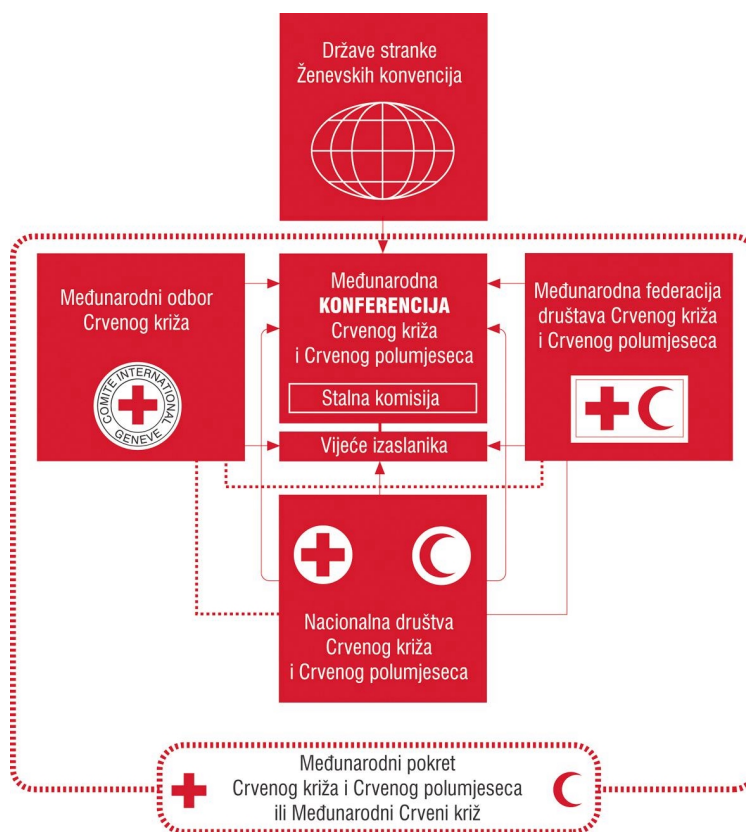 Države stranke
Ženevskih konvencija
Međunarodni odbor
Crvenog križa
COMITE INTERNATIONAL
GENEVE
Međunarodna
KONFERENCIJA
Crvenog križa
i Crvenog polumjeseca
Stalna komisija
Vijeće izaslanika
Međunarodna federacija
društava Crvenog križa
i Crvenog polumjeseca
Nacionalna društva
Crvenog križa
i Crvenog polumjeseca
Međunarodni pokret
Crvenog križa i Crvenog polumjeseca
ili Međunarodni Crveni križ